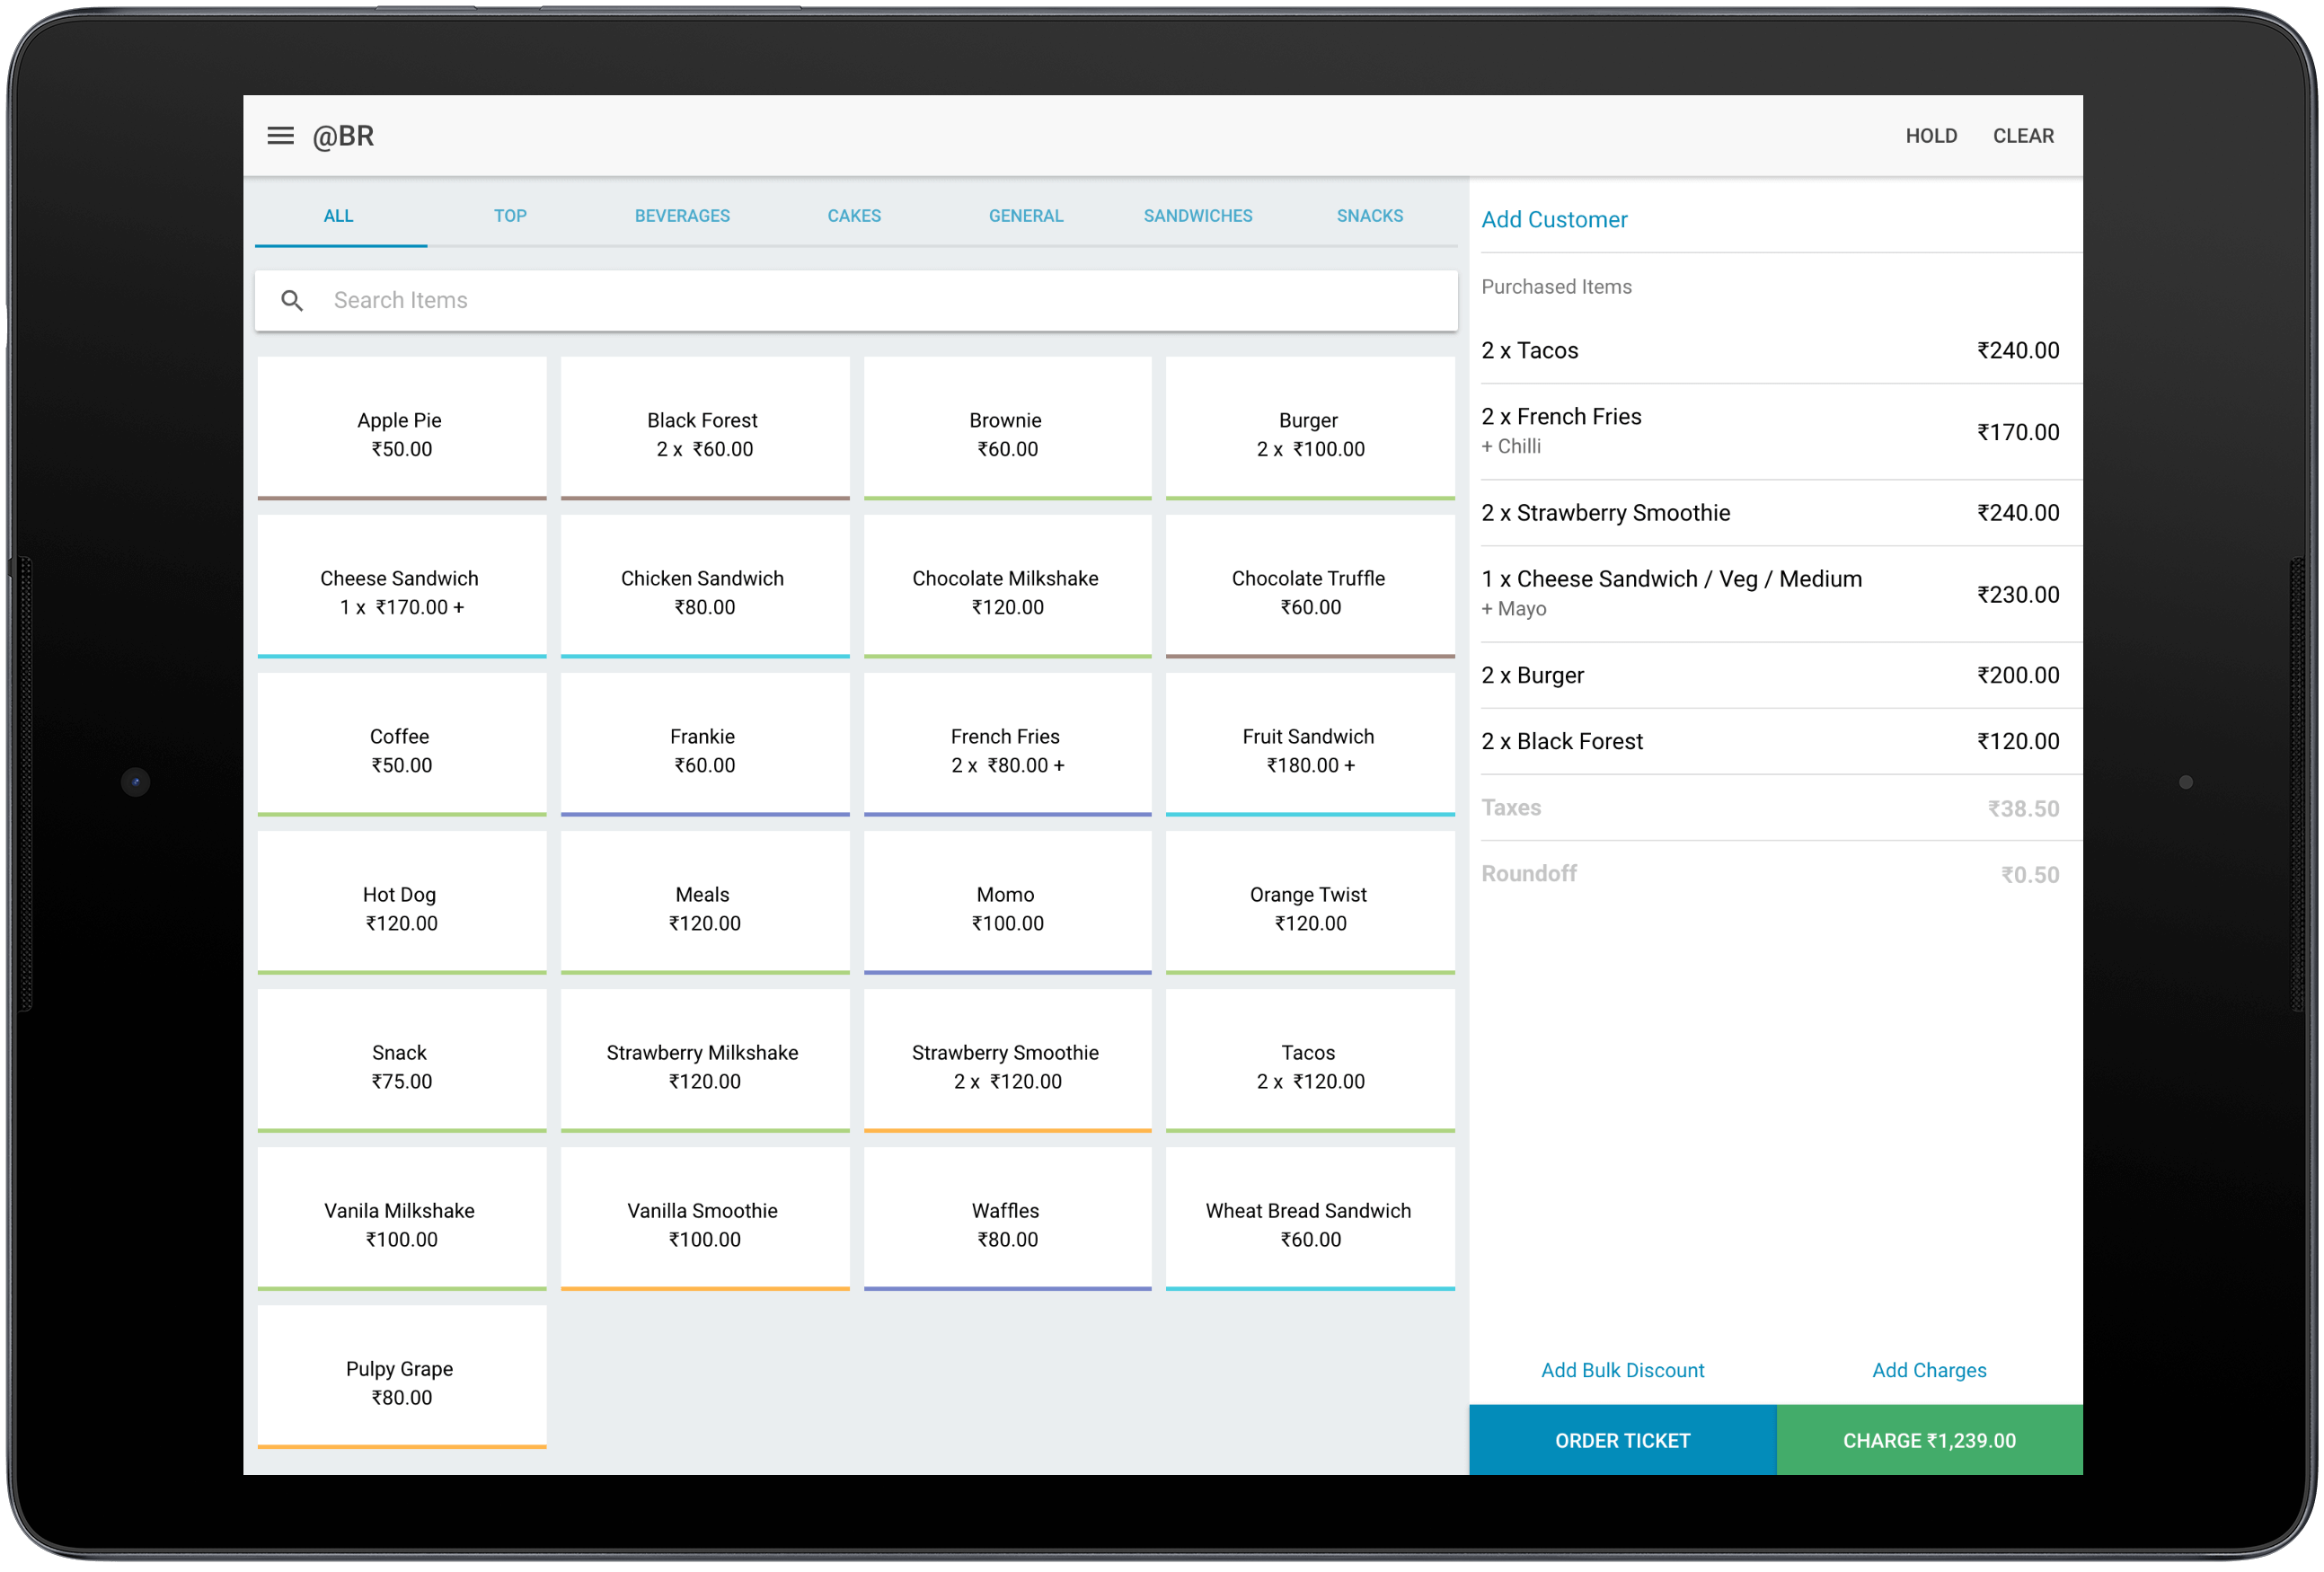 @BR
HOLD
CLEAR
ALL
TOP
BEVERAGES
CAKES
GENERAL
SANDWICHES
SNACKS
Search Items
Apple Pie
₹50.00
Black Forest
2 x ₹60.00
Brownie
₹60.00
Burger
2 x ₹100.00
Cheese Sandwich
1 x ₹170.00 +
Chicken Sandwich
₹80.00
Chocolate Milkshake
₹120.00
Chocolate Truffle
₹60.00
Coffee
₹50.00
Frankie
₹60.00
French Fries
2 x ₹80.00 +
Fruit Sandwich
₹180.00 +
Hot Dog
₹120.00
Meals
₹120.00
Momo
₹100.00
Orange Twist
₹120.00
Snack
₹75.00
Strawberry Milkshake
₹120.00
Strawberry Smoothie
2 x ₹120.00
Tacos
2 x ₹120.00
Vanila Milkshake
₹100.00
Vanilla Smoothie
₹100.00
Waffles
₹80.00
Wheat Bread Sandwich
₹60.00
Pulpy Grape
₹80.00
Add Customer
Purchased Items
2 x Tacos ₹240.00
2 x French Fries ₹170.00
+ Chilli
2 x Strawberry Smoothie ₹240.00
1 x Cheese Sandwich / Veg / Medium ₹230.00
+ Mayo
2 x Burger ₹200.00
2 x Black Forest ₹120.00
Taxes ₹38.50
Roundoff ₹0.50
Add Bulk Discount
Add Charges
ORDER TICKET
CHARGE ₹1,239.00